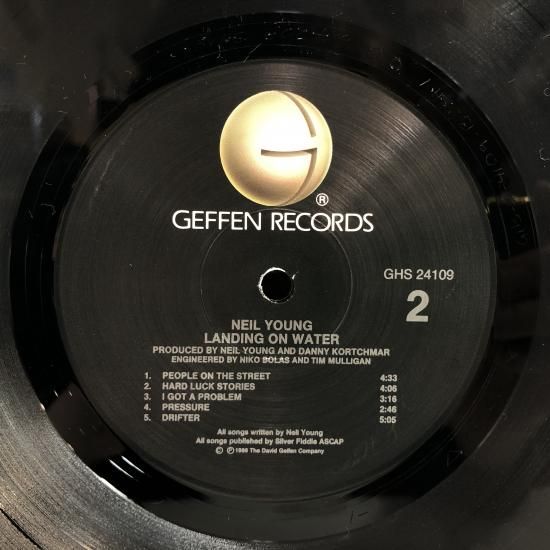 ®
GEFFEN RECORDS
GHS 24109
2
NEIL YOUNG
LANDING ON WATER
PRODUCED BY NEIL YOUNG AND DANNY KORTCHMAR
ENGINEERED BY NIKO BOLAS AND TIM MULLIGAN
1. PEOPLE ON THE STREET 4:33
2. HARD LUCK STORIES 4:06
3. I GOT A PROBLEM 3:16
4. PRESSURE 2:46
5. DRIFTER 5:05
All songs written by Neil Young
All songs published by Silver Fiddle ASCAP
© ℗ 1986 The David Geffen Company